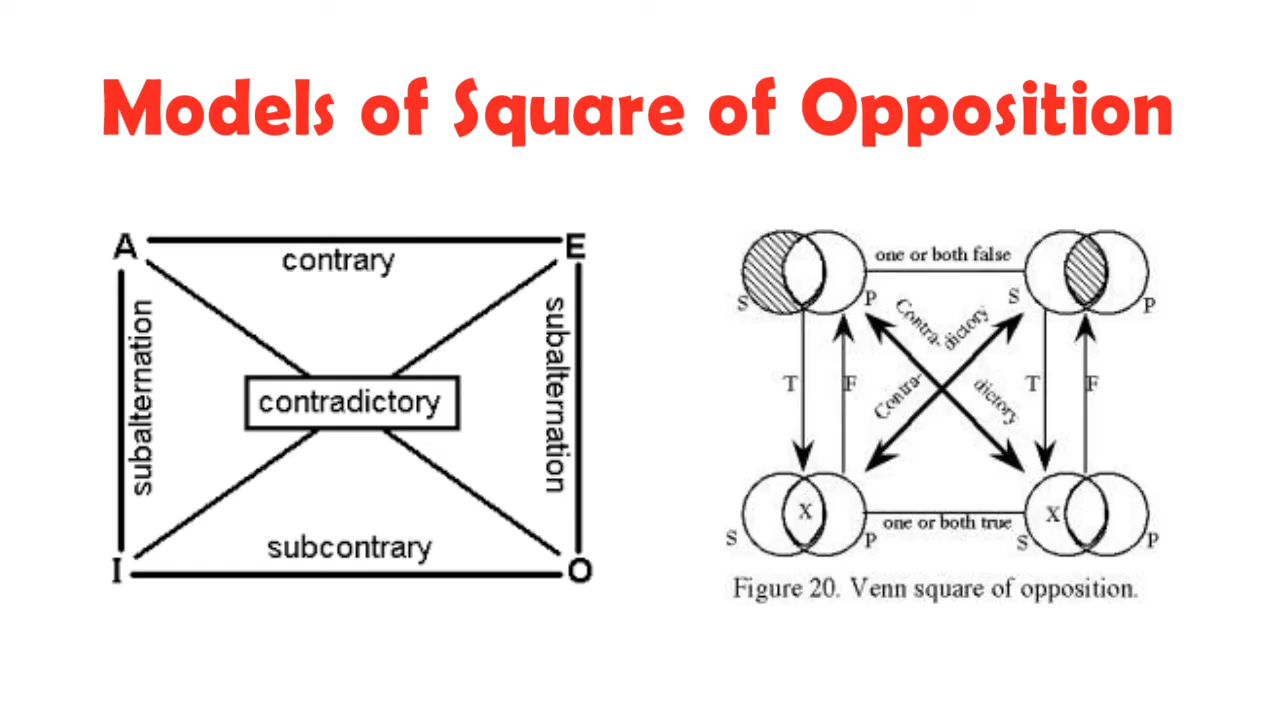 Models of Square of Opposition
A
E
contrary
subalternation
subalternation
contradictory
subcontrary
I
O
one or both false
S
P
S
P
Contra-
dictory
T
F
Contra-
dictory
T
F
X
X
one or both true
S
P
S
P
Figure 20. Venn square of opposition.